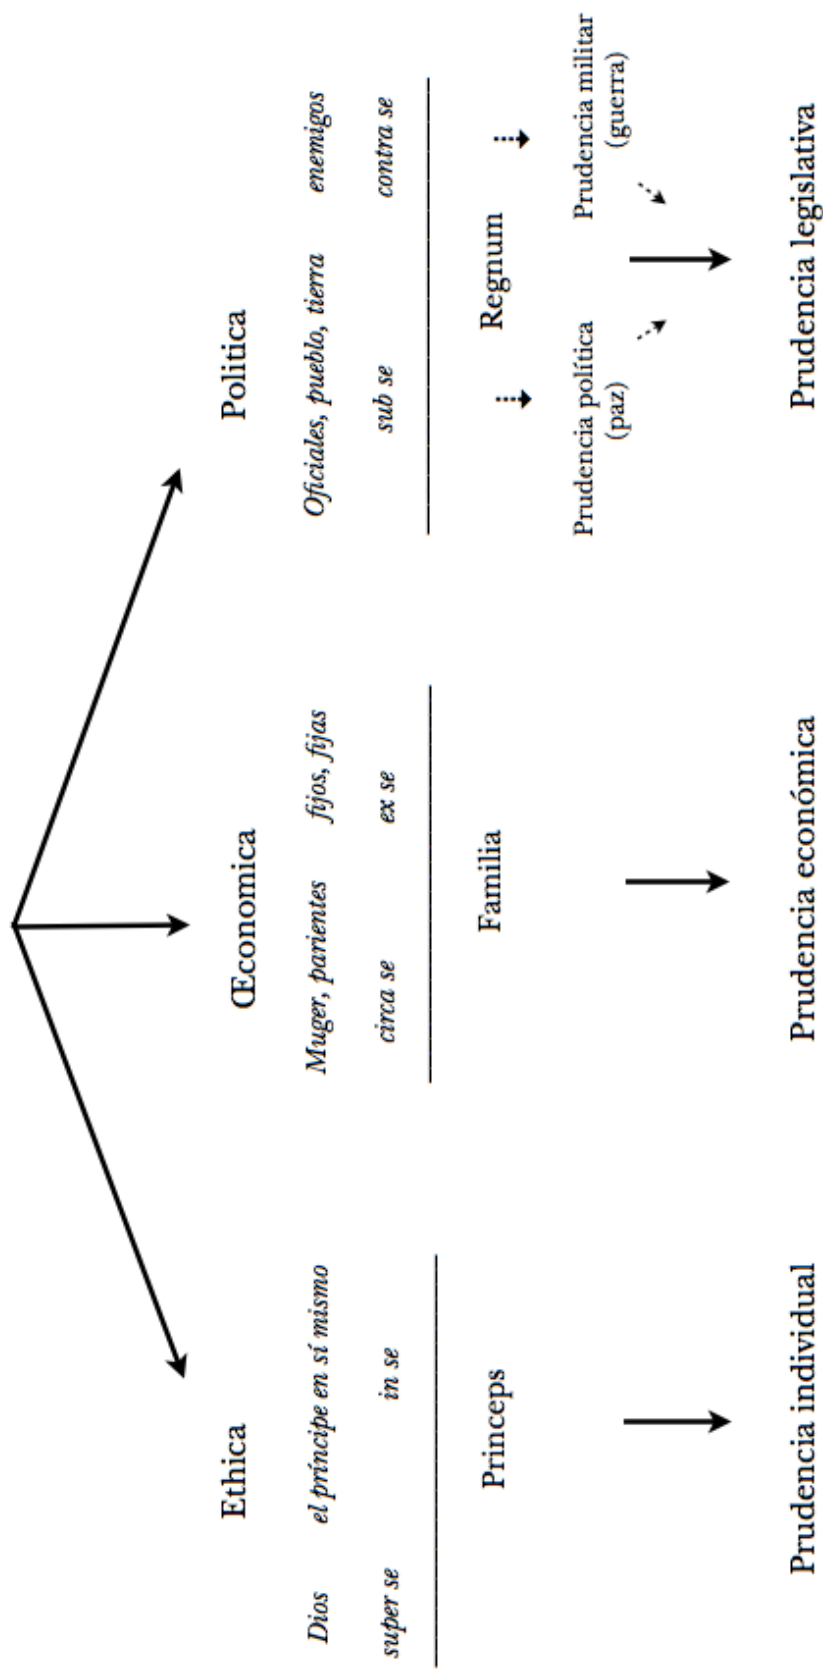 Ethica
Œconomica
Politica
Dios el príncipe en sí mismo
Muger, parientes fijos, fijas
Oficiales, pueblo, tierra enemigos
super se in se
circa se ex se
sub se contra se
Princeps
Familia
Regnum
Prudencia política
(paz)
Prudencia militar
(guerra)
Prudencia individual
Prudencia económica
Prudencia legislativa